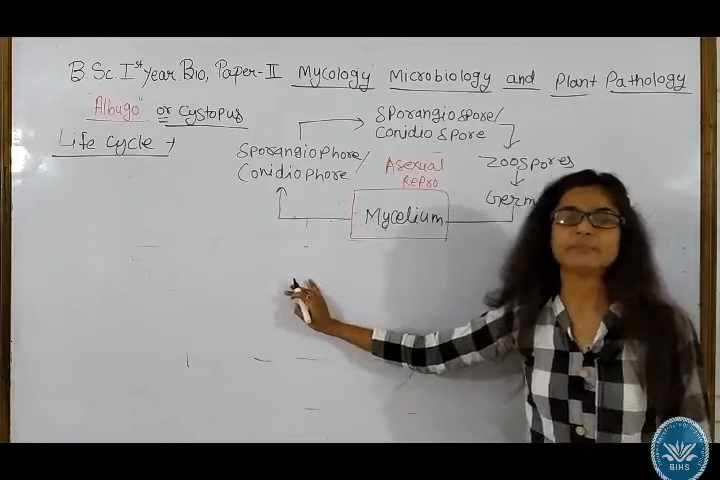 B.Sc. Ist year Bio, Paper-II Mycology Microbiology and Plant Pathology
"Albugo" or Cystopus
Life Cycle →
Sporangiospore/
Conidiospore
Sporangiophore/
Conidiophore
Asexual
Repro
Zoospores
Germ
Mycelium
BIHS